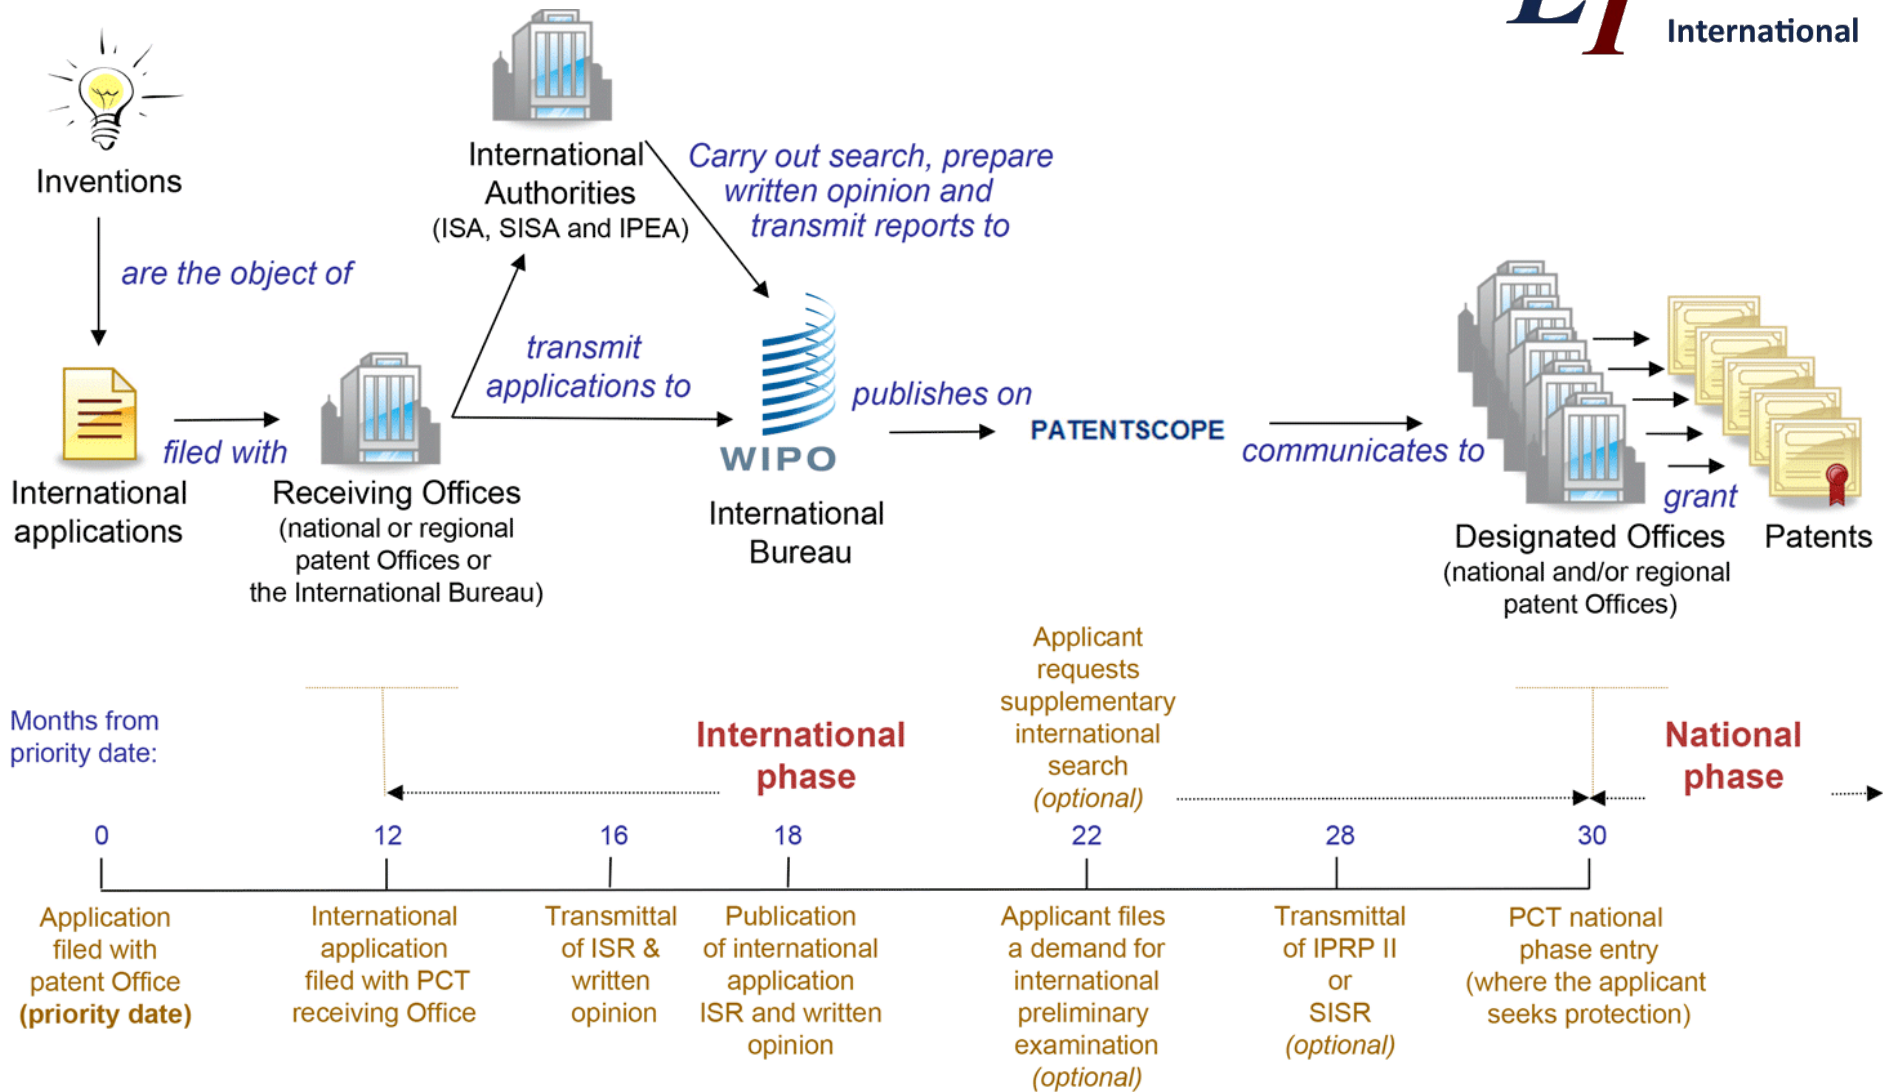 LI
International
Inventions
are the object of
International
applications
filed with
Receiving Offices
(national or regional
patent Offices or
the International Bureau)
International
Authorities
(ISA, SISA and IPEA)
transmit
applications to
Carry out search, prepare
written opinion and
transmit reports to
WIPO
International
Bureau
publishes on
PATENTSCOPE
communicates to
Designated Offices
(national and/or regional
patent Offices)
grant
Patents
Months from
priority date:
International
phase
Applicant
requests
supplementary
international
search
(optional)
National
phase
0
12
16
18
22
28
30
Application
filed with
patent Office
(priority date)
International
application
filed with PCT
receiving Office
Transmittal
of ISR &
written
opinion
Publication
of international
application
ISR and written
opinion
Applicant files
a demand for
international
preliminary
examination
(optional)
Transmittal
of IPRP II
or
SISR
(optional)
PCT national
phase entry
(where the applicant
seeks protection)